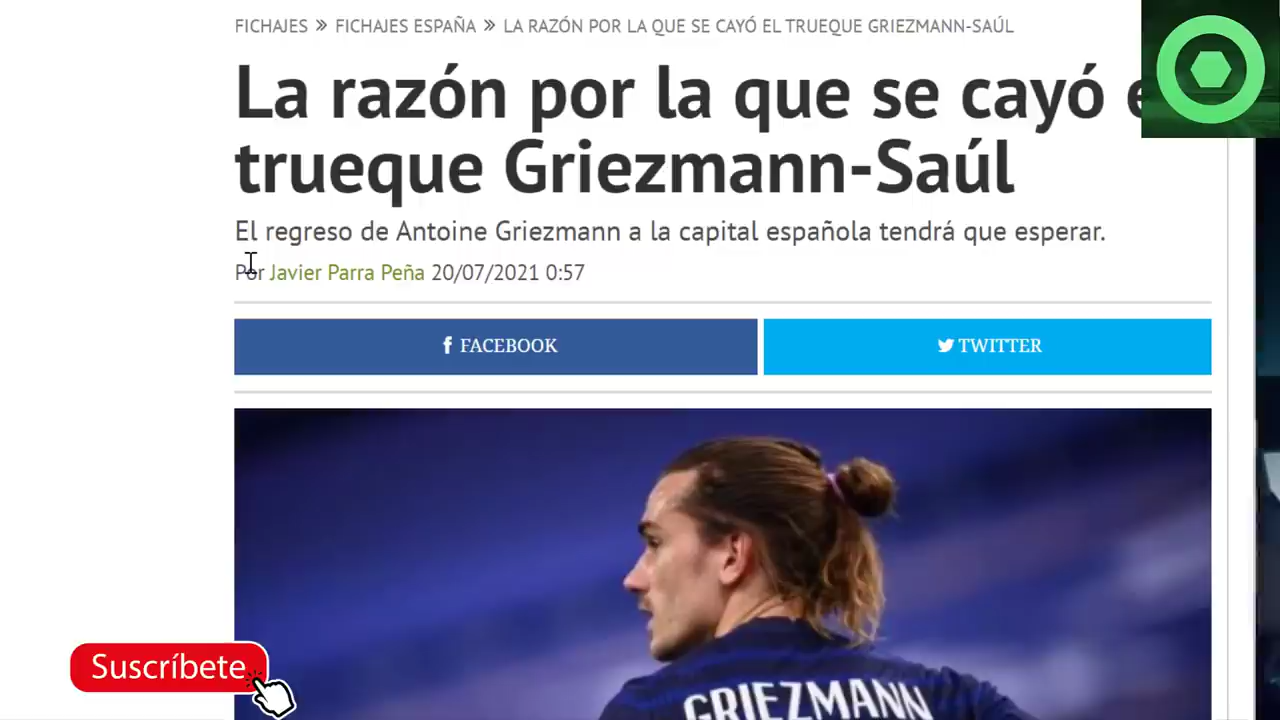 FICHAJES » FICHAJES ESPAÑA » LA RAZÓN POR LA QUE SE CAYÓ EL TRUEQUE GRIEZMANN-SAÚL
La razón por la que se cayó
trueque Griezmann-Saúl
El regreso de Antoine Griezmann a la capital española tendrá que esperar.
Por Javier Parra Peña 20/07/2021 0:57
FACEBOOK
TWITTER
GRIEZMANN
Suscríbete